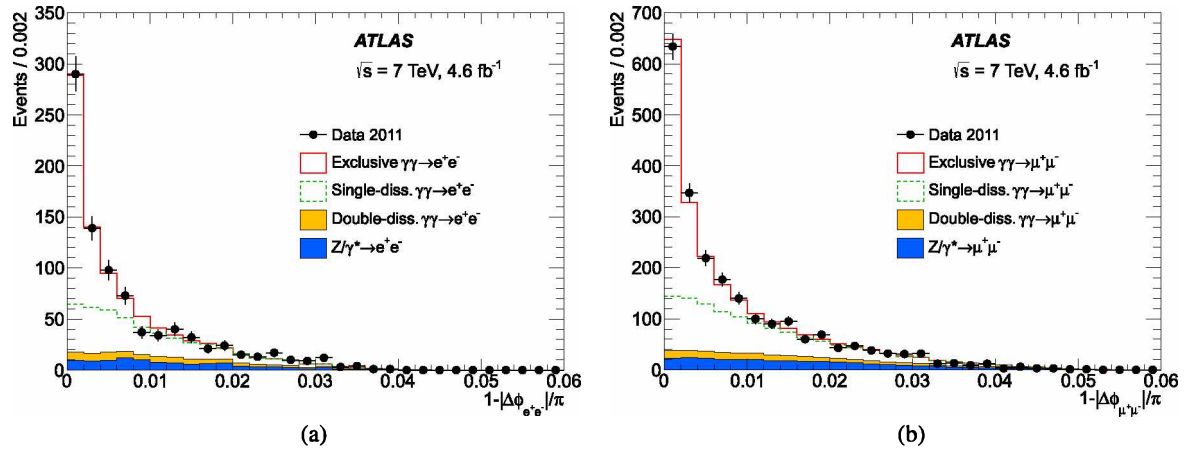 Events / 0.002
350
300
250
200
150
100
50
0
ATLAS
√s = 7 TeV, 4.6 fb⁻¹
Data 2011
Exclusive γγ→e⁺e⁻
Single-diss. γγ→e⁺e⁻
Double-diss. γγ→e⁺e⁻
Z/γ*→e⁺e⁻
0 0.01 0.02 0.03 0.04 0.05 0.06
1-|Δϕe⁺e⁻|/π
(a)
Events / 0.002
700
600
500
400
300
200
100
0
ATLAS
√s = 7 TeV, 4.6 fb⁻¹
Data 2011
Exclusive γγ→μ⁺μ⁻
Single-diss. γγ→μ⁺μ⁻
Double-diss. γγ→μ⁺μ⁻
Z/γ*→μ⁺μ⁻
0 0.01 0.02 0.03 0.04 0.05 0.06
1-|Δϕμ⁺μ⁻|/π
(b)